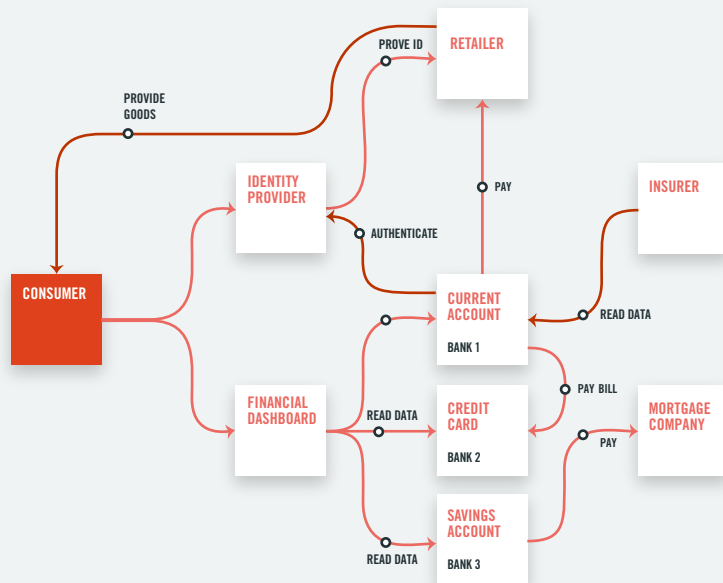 RETAILER
PROVE ID
PROVIDE
GOODS
IDENTITY
PROVIDER
PAY
INSURER
AUTHENTICATE
CONSUMER
CURRENT
ACCOUNT
BANK 1
READ DATA
PAY BILL
FINANCIAL
DASHBOARD
READ DATA
CREDIT
CARD
BANK 2
MORTGAGE
COMPANY
PAY
SAVINGS
ACCOUNT
BANK 3
READ DATA